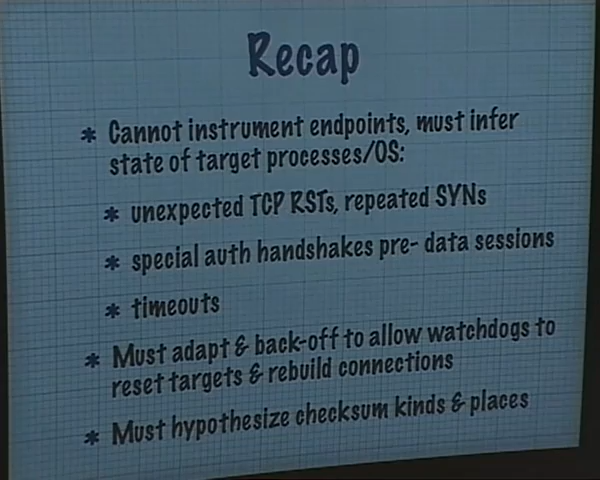 Recap
* Cannot instrument endpoints, must infer
state of target processes/OS:
* unexpected TCP RSTs, repeated SYNs
* special auth handshakes pre- data sessions
* timeouts
* Must adapt & back-off to allow watchdogs to
reset targets & rebuild connections
* Must hypothesize checksum kinds & places